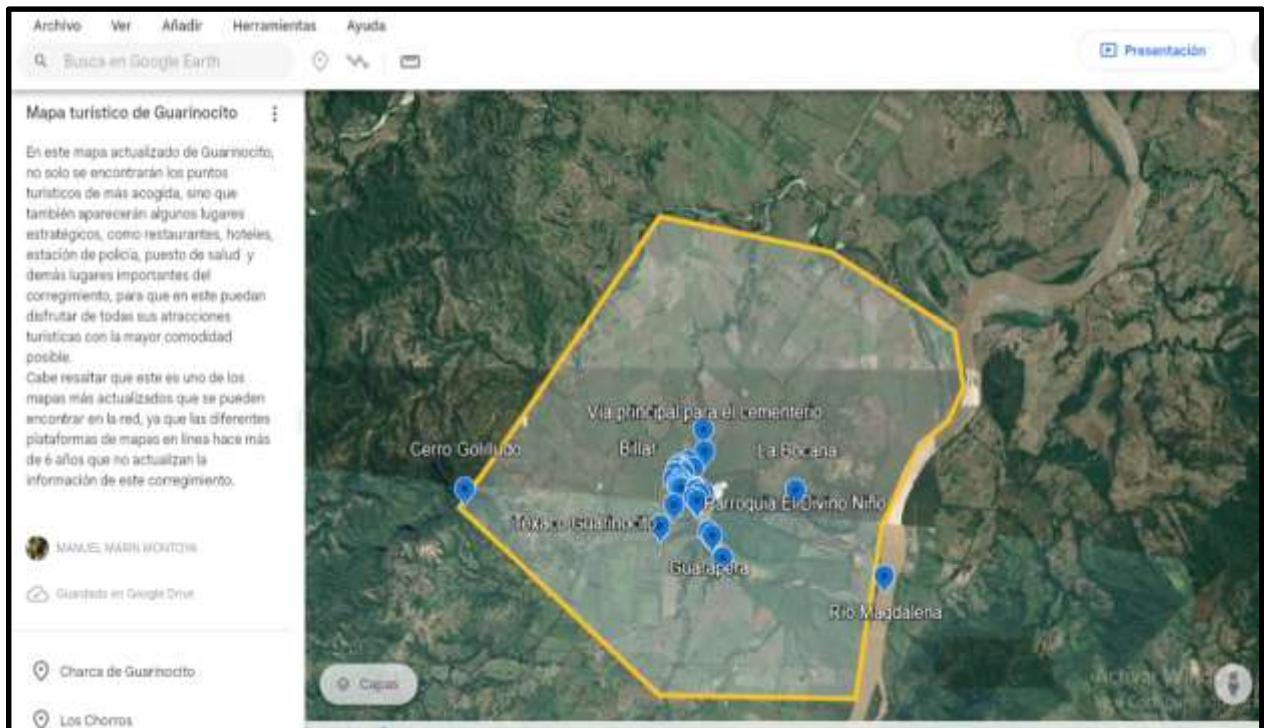 Archivo Ver Añadir Herramientas Ayuda
Busca en Google Earth
Presentación
Mapa turístico de Guarinocito
En este mapa actualizado de Guarinocito,
no solo se encontrarán los puntos
turísticos de más acogida, sino que
también aparecerán algunos lugares
estratégicos, como restaurantes, hoteles,
estación de policía, puesto de salud y
demás lugares importantes del
corregimiento, para que en este puedan
disfrutar de todas sus atracciones
turísticas con la mayor comodidad
posible.
Cabe resaltar que este es uno de los
mapas más actualizados que se pueden
encontrar en la red, ya que las diferentes
plataformas de mapas en línea hace más
de 6 años que no actualizan la
información de este corregimiento.
MANUEL MARIN MONTOYA
Guardado en Google Drive
Charca de Guarinocito
Los Chorros
Vía principal para el cementerio
Cerro Golilludo
Billar
La Bocana
Parroquia El Divino Niño
Texaco Guarinocito
Guarapera
Río Magdalena
Capas
Activar